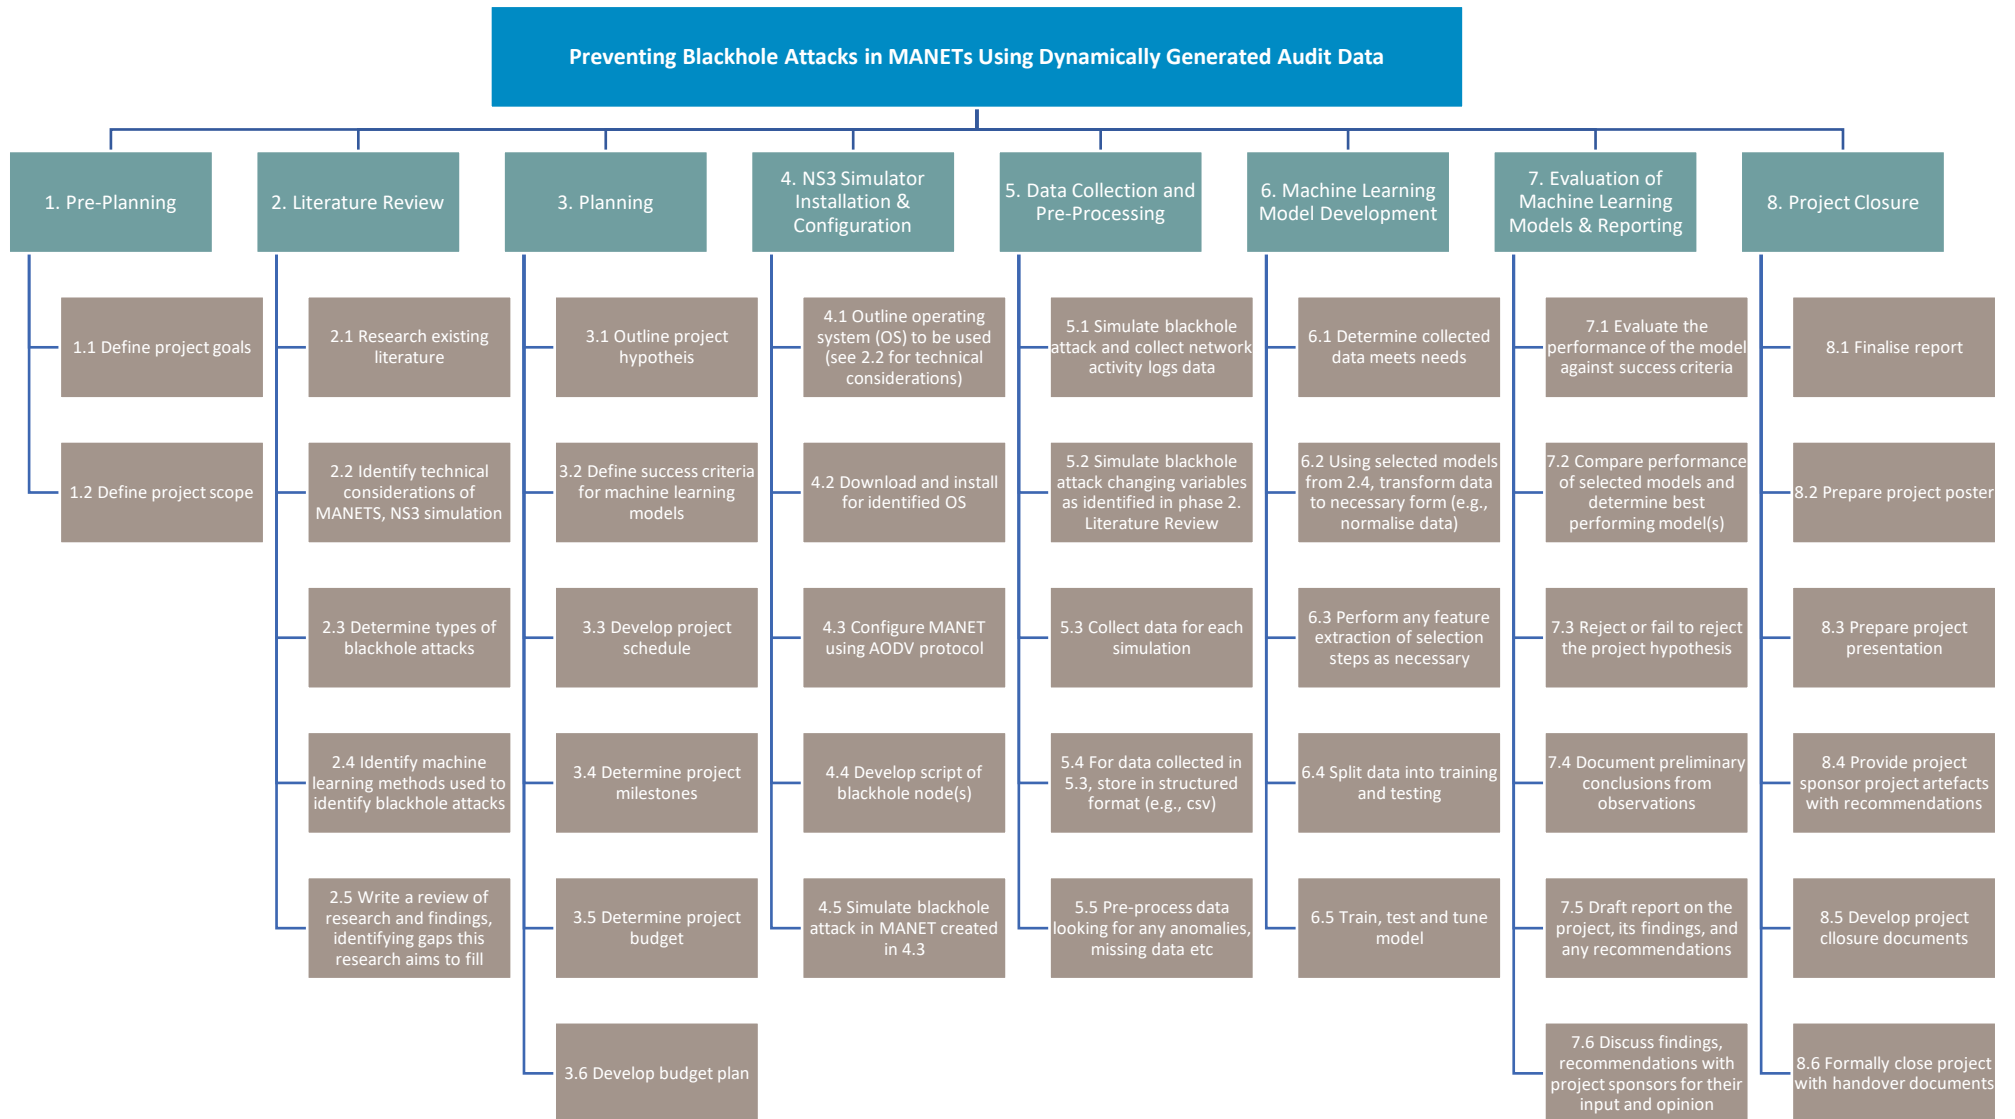 Preventing Blackhole Attacks in MANETs Using Dynamically Generated Audit Data
1. Pre-Planning
1.1 Define project goals
1.2 Define project scope
2. Literature Review
2.1 Research existing
literature
2.2 Identify technical
considerations of
MANETS, NS3 simulation
2.3 Determine types of
blackhole attacks
2.4 Identify machine
learning methods used to
identify blackhole attacks
2.5 Write a review of
research and findings,
identifying gaps this
research aims to fill
3. Planning
3.1 Outline project
hypotheis
3.2 Define success criteria
for machine learning
models
3.3 Develop project
schedule
3.4 Determine project
milestones
3.5 Determine project
budget
3.6 Develop budget plan
4. NS3 Simulator
Installation &
Configuration
4.1 Outline operating
system (OS) to be used
(see 2.2 for technical
considerations)
4.2 Download and install
for identified OS
4.3 Configure MANET
using AODV protocol
4.4 Develop script of
blackhole node(s)
4.5 Simulate blackhole
attack in MANET created
in 4.3
5. Data Collection and
Pre-Processing
5.1 Simulate blackhole
attack and collect network
activity logs data
5.2 Simulate blackhole
attack changing variables
as identified in phase 2.
Literature Review
5.3 Collect data for each
simulation
5.4 For data collected in
5.3, store in structured
format (e.g., csv)
5.5 Pre-process data
looking for any anomalies,
missing data etc
6. Machine Learning
Model Development
6.1 Determine collected
data meets needs
6.2 Using selected models
from 2.4, transform data
to necessary form (e.g.,
normalise data)
6.3 Perform any feature
extraction of selection
steps as necessary
6.4 Split data into training
and testing
6.5 Train, test and tune
model
7. Evaluation of
Machine Learning
Models & Reporting
7.1 Evaluate the
performance of the model
against success criteria
7.2 Compare performance
of selected models and
determine best
performing model(s)
7.3 Reject or fail to reject
the project hypothesis
7.4 Document preliminary
conclusions from
observations
7.5 Draft report on the
project, its findings, and
any recommendations
7.6 Discuss findings,
recommendations with
project sponsors for their
input and opinion
8. Project Closure
8.1 Finalise report
8.2 Prepare project poster
8.3 Prepare project
presentation
8.4 Provide project
sponsor project artefacts
with recommendations
8.5 Develop project
cllosure documents
8.6 Formally close project
with handover documents